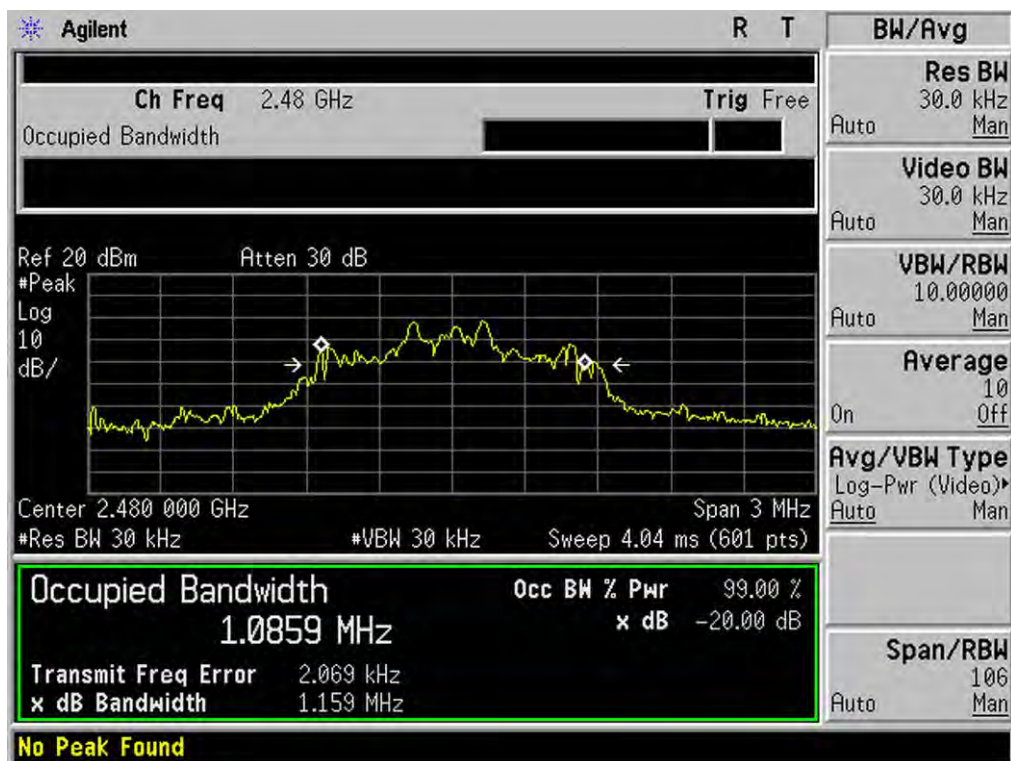 Agilent
R T
BW/Avg
Ch Freq 2.48 GHz
Trig Free
Occupied Bandwidth
Res BW
30.0 kHz
Auto Man
Video BW
30.0 kHz
Auto Man
VBW/RBW
10.00000
Auto Man
Average
10
On Off
Avg/VBW Type
Log-Pwr (Video)
Auto Man
Span/RBW
106
Auto Man
Ref 20 dBm
Atten 30 dB
#Peak
Log
10
dB/
Center 2.480 000 GHz
Span 3 MHz
#Res BW 30 kHz
#VBW 30 kHz
Sweep 4.04 ms (601 pts)
Occupied Bandwidth
1.0859 MHz
Occ BW % Pwr 99.00 %
x dB -20.00 dB
Transmit Freq Error 2.069 kHz
x dB Bandwidth 1.159 MHz
No Peak Found